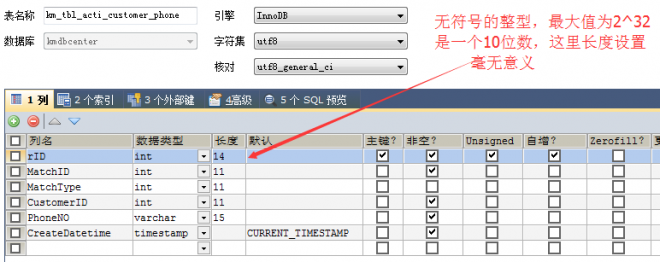 表名称 km_tbl_acti_customer_phone 引擎 InnoDB
数据库 kmdbcenter 字符集 utf8
核对 utf8_general_ci
无符号的整型，最大值为2^32
是一个10位数，这里长度设置
毫无意义
1 列 2 个索引 3 个外部键 4高级 5 个 SQL 预览
列名 数据类型 长度 默认 主键? 非空? Unsigned 自增? Zerofill?
rID int 14
MatchID int 11
MatchType int 11
CustomerID int 11
PhoneNO varchar 15
CreateDatetime timestamp CURRENT_TIMESTAMP